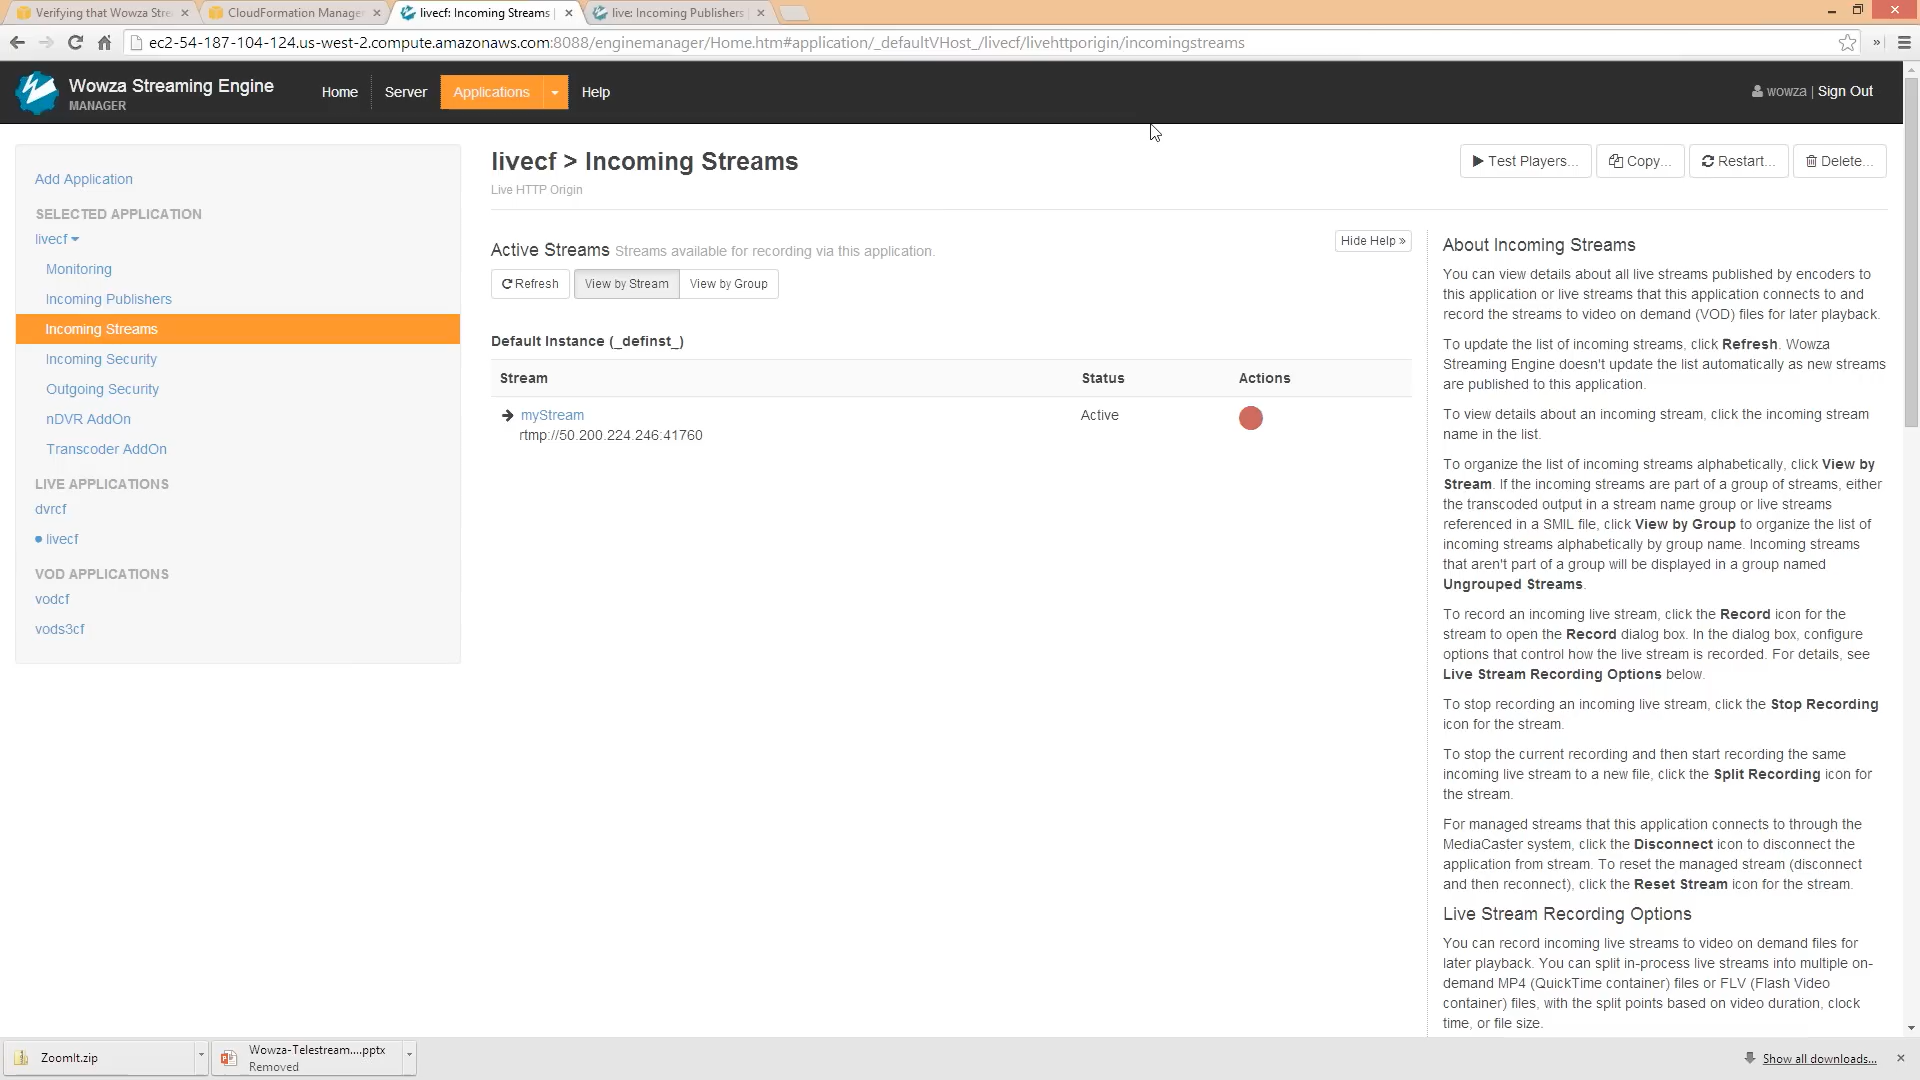 Verifying that Wowza Stre
CloudFormation Manage
livecf: Incoming Streams
live: Incoming Publishers
ec2-54-187-104-124.us-west-2.compute.amazonaws.com:8088/enginemanager/Home.htm#application/_defaultVHost_/livecf/livehttporigin/incomingstreams
Wowza Streaming Engine
MANAGER
Home
Server
Applications
Help
wowza | Sign Out
Add Application
SELECTED APPLICATION
livecf
Monitoring
Incoming Publishers
Incoming Streams
Incoming Security
Outgoing Security
nDVR AddOn
Transcoder AddOn
LIVE APPLICATIONS
dvrcf
livecf
VOD APPLICATIONS
vodcf
vods3cf
livecf > Incoming Streams
Live HTTP Origin
Test Players...
Copy...
Restart...
Delete...
Active Streams Streams available for recording via this application.
Hide Help »
Refresh
View by Stream
View by Group
Default Instance (_definst_)
Stream Status Actions
myStream Active
rtmp://50.200.224.246:41760
About Incoming Streams
You can view details about all live streams published by encoders to
this application or live streams that this application connects to and
record the streams to video on demand (VOD) files for later playback.
To update the list of incoming streams, click Refresh. Wowza
Streaming Engine doesn't update the list automatically as new streams
are published to this application.
To view details about an incoming stream, click the incoming stream
name in the list.
To organize the list of incoming streams alphabetically, click View by
Stream. If the incoming streams are part of a group of streams, either
the transcoded output in a stream name group or live streams
referenced in a SMIL file, click View by Group to organize the list of
incoming streams alphabetically by group name. Incoming streams
that aren't part of a group will be displayed in a group named
Ungrouped Streams.
To record an incoming live stream, click the Record icon for the
stream to open the Record dialog box. In the dialog box, configure
options that control how the live stream is recorded. For details, see
Live Stream Recording Options below.
To stop recording an incoming live stream, click the Stop Recording
icon for the stream.
To stop the current recording and then start recording the same
incoming live stream to a new file, click the Split Recording icon for
the stream.
For managed streams that this application connects to through the
MediaCaster system, click the Disconnect icon to disconnect the
application from stream. To reset the managed stream (disconnect
and then reconnect), click the Reset Stream icon for the stream.
Live Stream Recording Options
You can record incoming live streams to video on demand files for
later playback. You can split in-process live streams into multiple on-
demand MP4 (QuickTime container) files or FLV (Flash Video
container) files, with the split points based on video duration, clock
time, or file size.
ZoomIt.zip
Wowza-Telestream....pptx
Removed
Show all downloads...